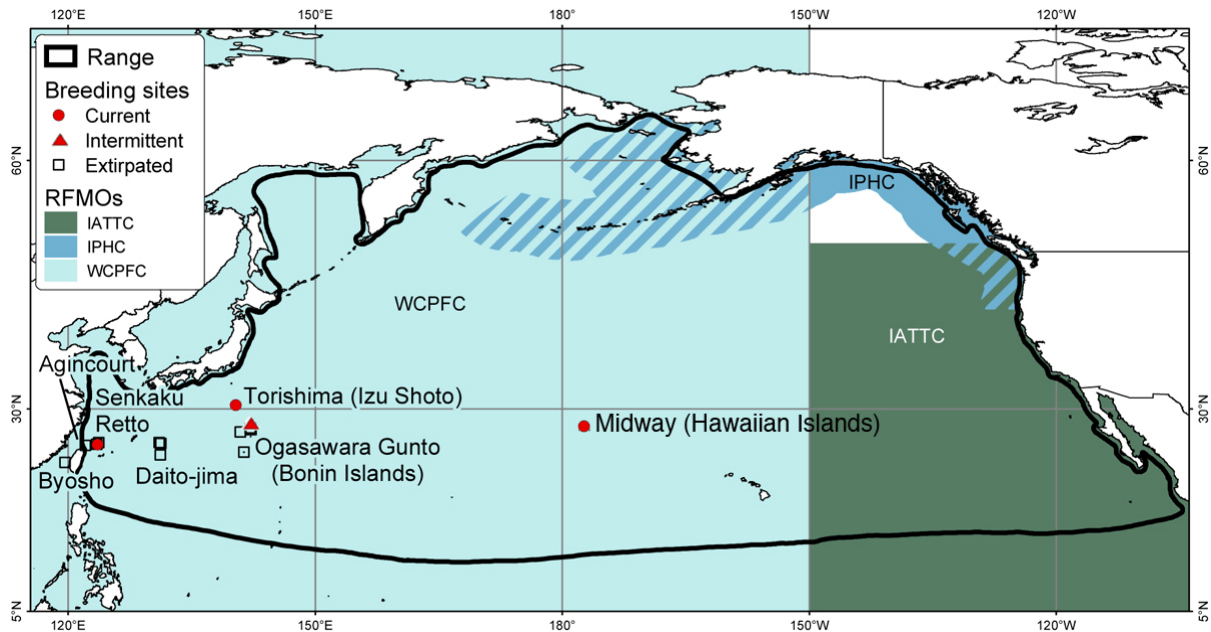 120°E 150°E 180° 150°W 120°W
Range
Breeding sites
Current
Intermittent
Extirpated
RFMOs
IATTC
IPHC
WCPFC
60°N
60°N
IPHC
WCPFC
IATTC
Agincourt
Senkaku
Retto
Torishima (Izu Shoto)
30°N
30°N
Midway (Hawaiian Islands)
Ogasawara Gunto
(Bonin Islands)
Daito-jima
Byosho
5°N
5°N
120°E 150°E 180° 150°W 120°W